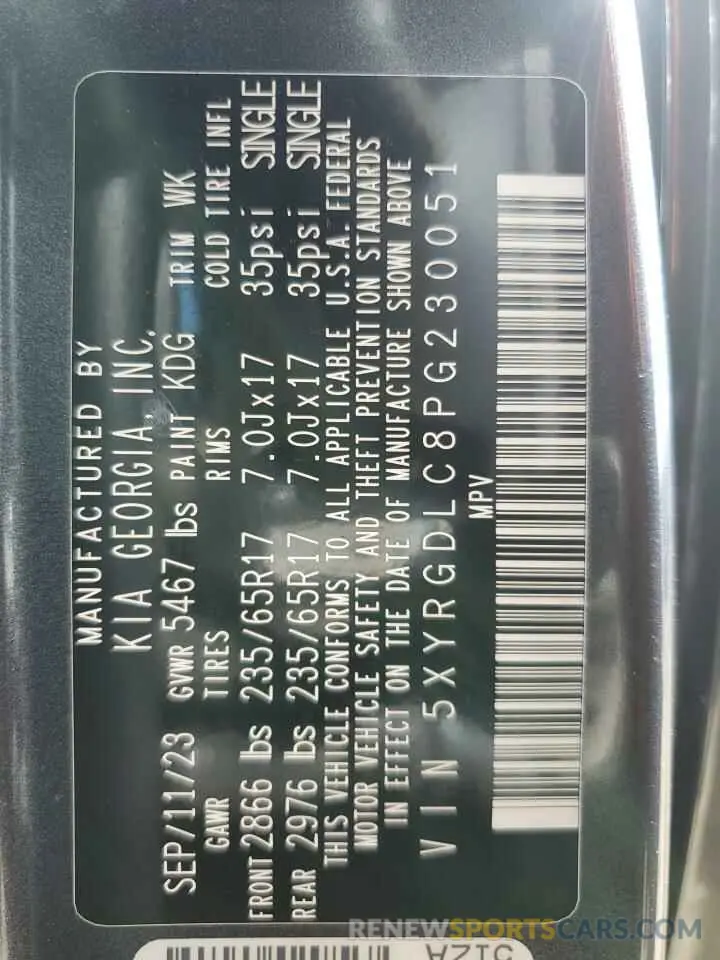 MANUFACTURED BY
KIA GEORGIA, INC.
SEP/11/23 GVWR 5467 lbs PAINT KDG TRIM WK
GAWR TIRES RIMS COLD TIRE INFL
FRONT 2866 lbs 235/65R17 7.0Jx17 35psi SINGLE
REAR 2976 lbs 235/65R17 7.0Jx17 35psi SINGLE
THIS VEHICLE CONFORMS TO ALL APPLICABLE U.S.A. FEDERAL
MOTOR VEHICLE SAFETY AND THEFT PREVENTION STANDARDS
IN EFFECT ON THE DATE OF MANUFACTURE SHOWN ABOVE
VIN 5XYRGDLC8PG230051
MPV
RENEWSPORTSCARS.COM